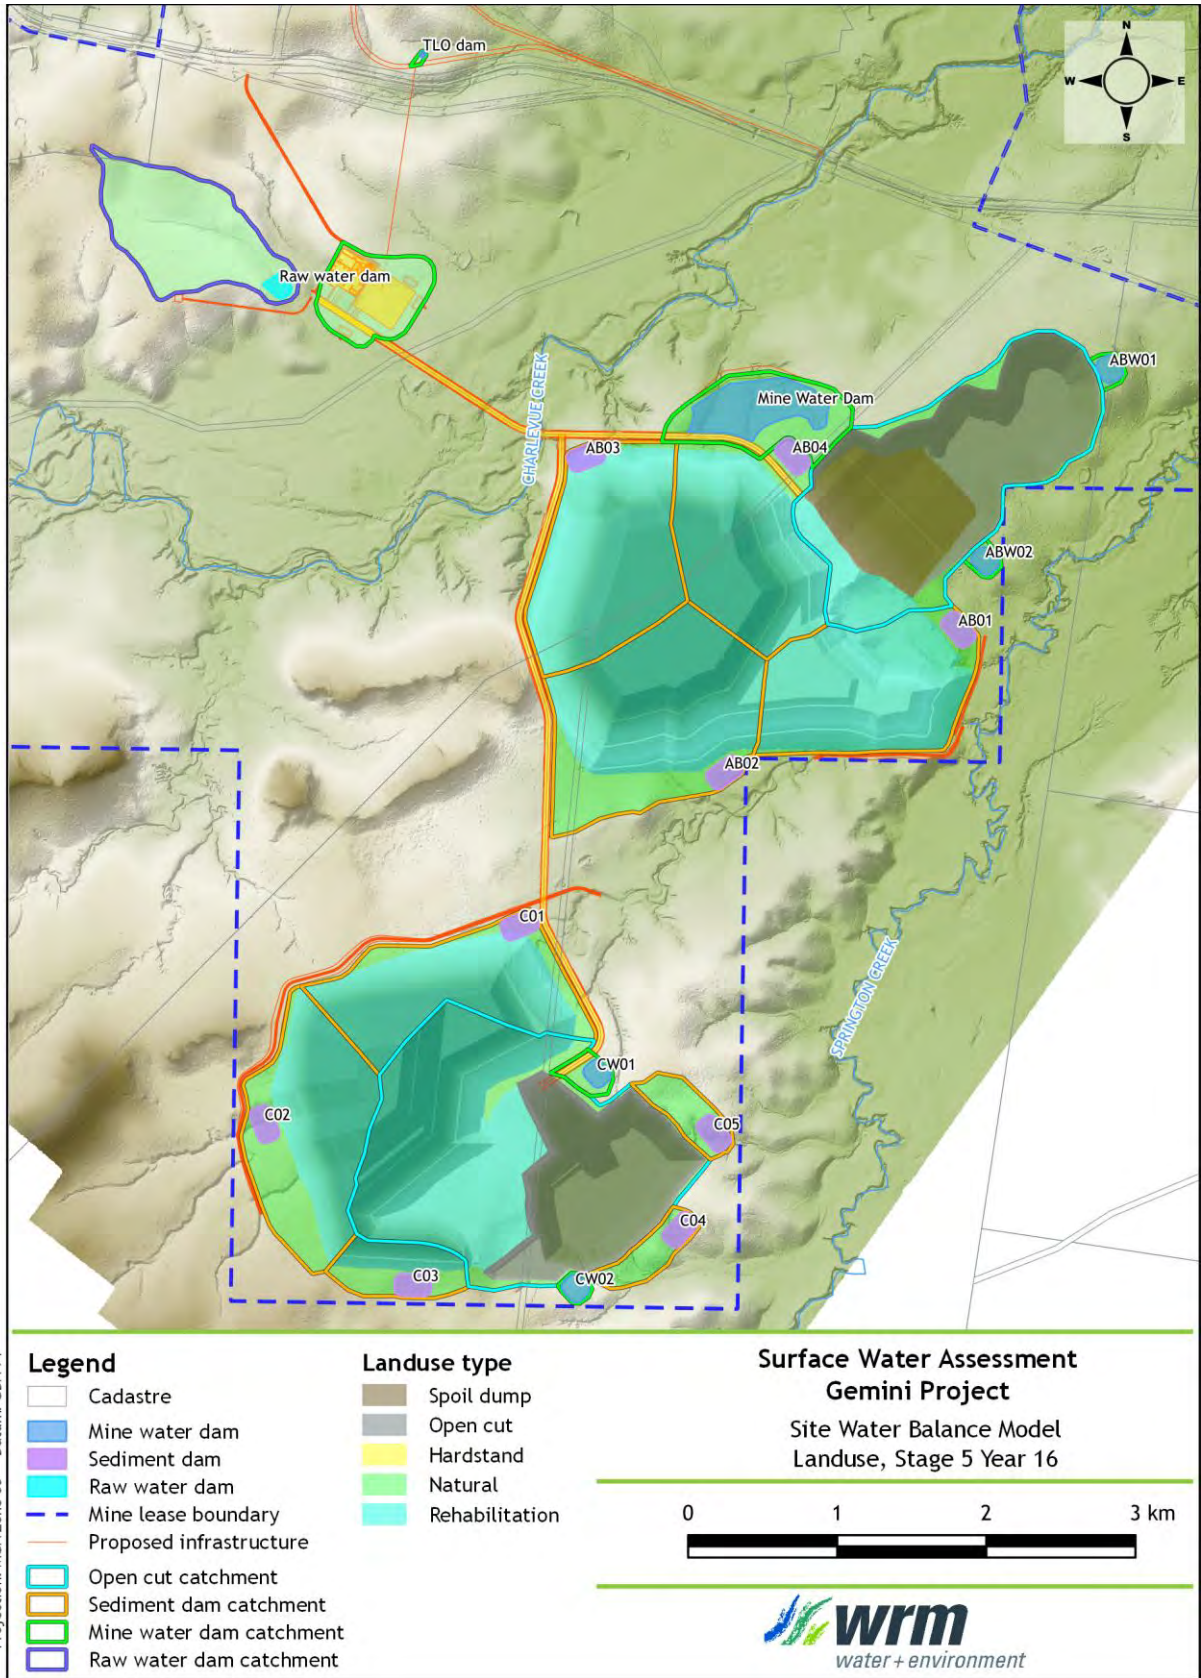 TLO dam
N
W
E
S
Raw water dam
ABW01
Mine Water Dam
CHARLEVUE CREEK
AB03
AB04
ABW02
AB01
AB02
C01
SPRINGTON CREEK
CW01
C02
C05
C04
C03
CW02
Legend
Cadastre
Mine water dam
Sediment dam
Raw water dam
Mine lease boundary
Proposed infrastructure
Open cut catchment
Sediment dam catchment
Mine water dam catchment
Raw water dam catchment
Landuse type
Spoil dump
Open cut
Hardstand
Natural
Rehabilitation
Surface Water Assessment
Gemini Project
Site Water Balance Model
Landuse, Stage 5 Year 16
0 1 2 3 km
wrm
water + environment